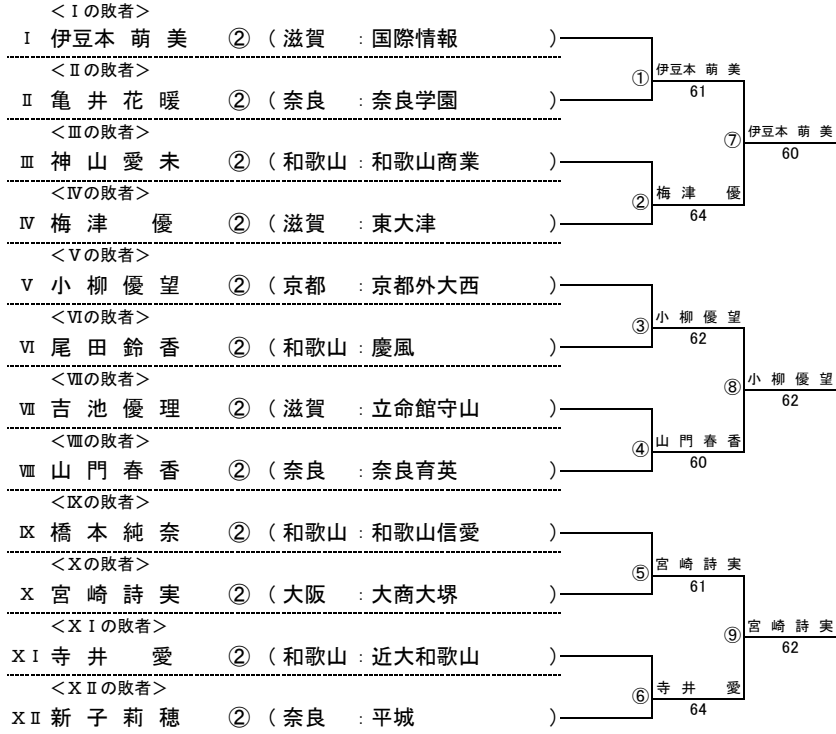 ＜Ⅰの敗者＞
Ⅰ 伊豆本 萌 美 ② （ 滋賀 ： 国際情報 ）
＜Ⅱの敗者＞
① 伊豆本 萌 美
61
Ⅱ 亀 井 花 暖 ② （ 奈良 ： 奈良学園 ）
＜Ⅲの敗者＞
⑦ 伊豆本 萌 美
60
Ⅲ 神 山 愛 未 ② （ 和歌山 ： 和歌山商業 ）
＜Ⅳの敗者＞
② 梅 津 優
64
Ⅳ 梅 津 優 ② （ 滋賀 ： 東大津 ）
＜Ⅴの敗者＞
Ⅴ 小 柳 優 望 ② （ 京都 ： 京都外大西 ）
＜Ⅵの敗者＞
③ 小 柳 優 望
62
Ⅵ 尾 田 鈴 香 ② （ 和歌山 ： 慶風 ）
＜Ⅶの敗者＞
⑧ 小 柳 優 望
62
Ⅶ 吉 池 優 理 ② （ 滋賀 ： 立命館守山 ）
＜Ⅷの敗者＞
④ 山 門 春 香
60
Ⅷ 山 門 春 香 ② （ 奈良 ： 奈良育英 ）
＜Ⅸの敗者＞
Ⅸ 橋 本 純 奈 ② （ 和歌山 ： 和歌山信愛 ）
＜Ⅹの敗者＞
⑤ 宮 崎 詩 実
61
Ⅹ 宮 崎 詩 実 ② （ 大阪 ： 大商大堺 ）
＜ⅩⅠの敗者＞
⑨ 宮 崎 詩 実
62
ⅩⅠ 寺 井 愛 ② （ 和歌山 ： 近大和歌山 ）
＜ⅩⅡの敗者＞
⑥ 寺 井 愛
64
ⅩⅡ 新 子 莉 穂 ② （ 奈良 ： 平城 ）